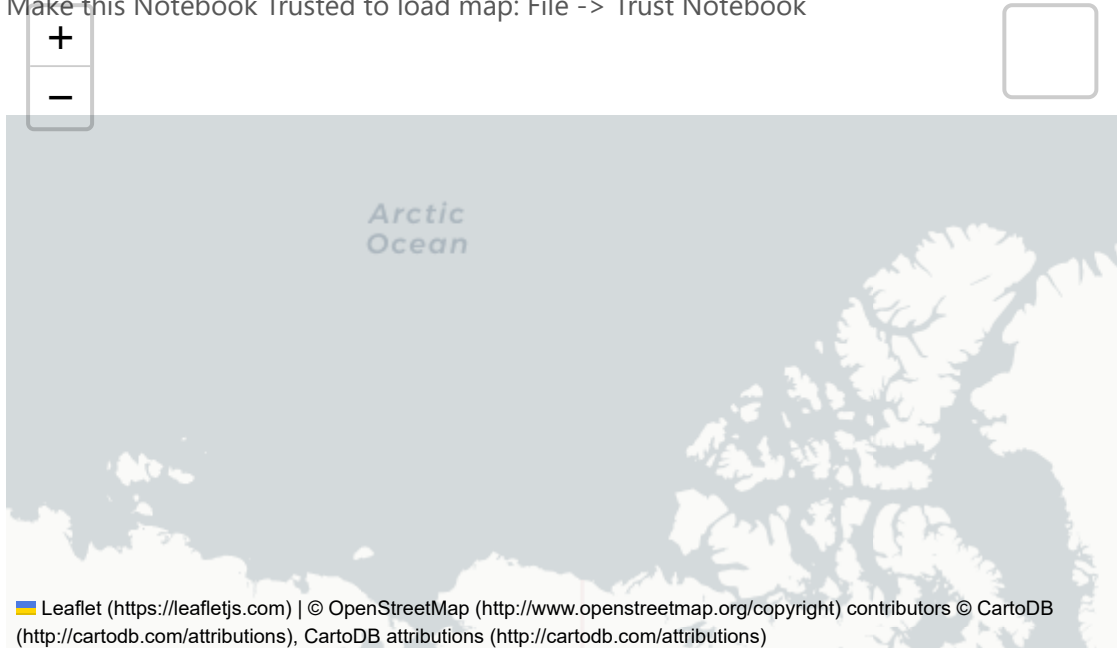 Make this Notebook Trusted to load map: File -> Trust Notebook
+
−
Arctic
Ocean
Leaflet (https://leafletjs.com) | © OpenStreetMap (http://www.openstreetmap.org/copyright) contributors © CartoDB
(http://cartodb.com/attributions), CartoDB attributions (http://cartodb.com/attributions)